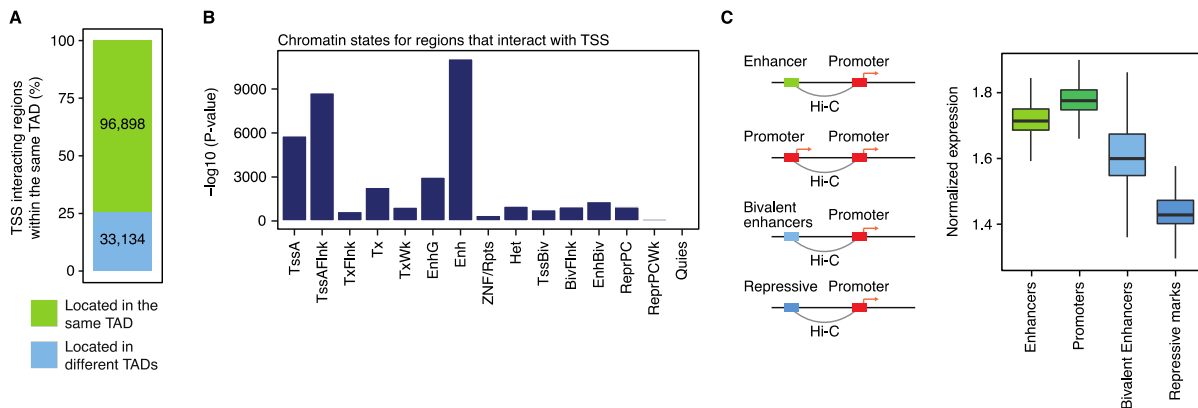 A
TSS interacting regions
within the same TAD (%)
100
75
50
25
0
96,898
33,134
Located in the
same TAD
Located in
different TADs
B
Chromatin states for regions that interact with TSS
−log10 (P-value)
9000
6000
3000
0
TssA
TssAFlnk
TxFlnk
Tx
TxWk
EnhG
Enh
ZNF/Rpts
Het
TssBiv
BivFlnk
EnhBiv
ReprPC
ReprPCWk
Quies
C
Enhancer Promoter
Hi-C
Promoter Promoter
Hi-C
Bivalent
enhancers Promoter
Hi-C
Repressive Promoter
Hi-C
Normalized expression
1.8
1.6
1.4
Enhancers
Promoters
Bivalent Enhancers
Repressive marks